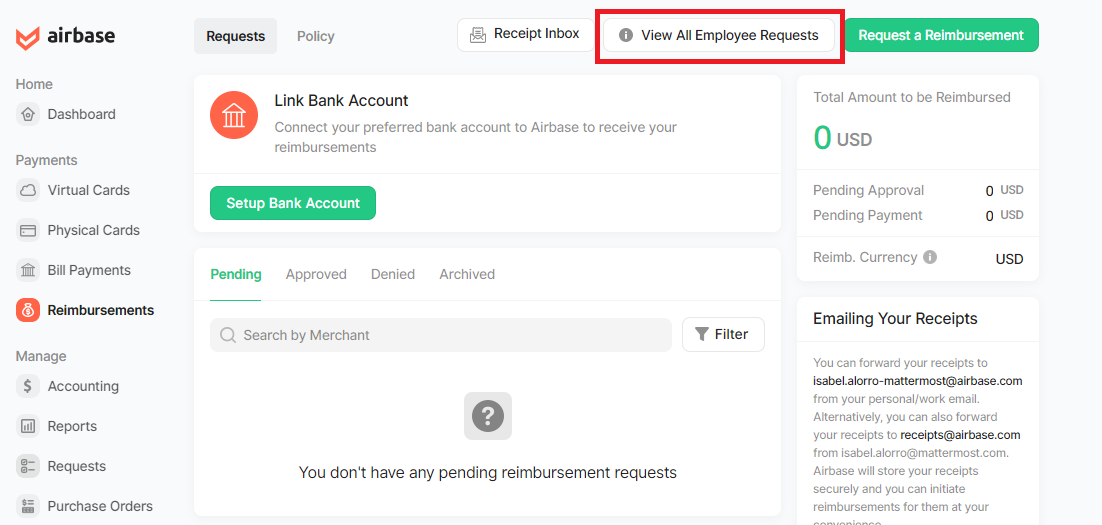 airbase
Requests
Policy
Receipt Inbox
View All Employee Requests
Request a Reimbursement
Home
Dashboard
Payments
Virtual Cards
Physical Cards
Bill Payments
Reimbursements
Manage
Accounting
Reports
Requests
Purchase Orders
Link Bank Account
Connect your preferred bank account to Airbase to receive your
reimbursements
Setup Bank Account
Pending
Approved
Denied
Archived
Search by Merchant
Filter
You don't have any pending reimbursement requests
Total Amount to be Reimbursed
0 USD
Pending Approval 0 USD
Pending Payment 0 USD
Reimb. Currency USD
Emailing Your Receipts
You can forward your receipts to
isabel.alorro-mattermost@airbase.com
from your personal/work email.
Alternatively, you can also forward
your receipts to receipts@airbase.com
from isabel.alorro@mattermost.com.
Airbase will store your receipts
securely and you can initiate
reimbursements for them at your
convenience